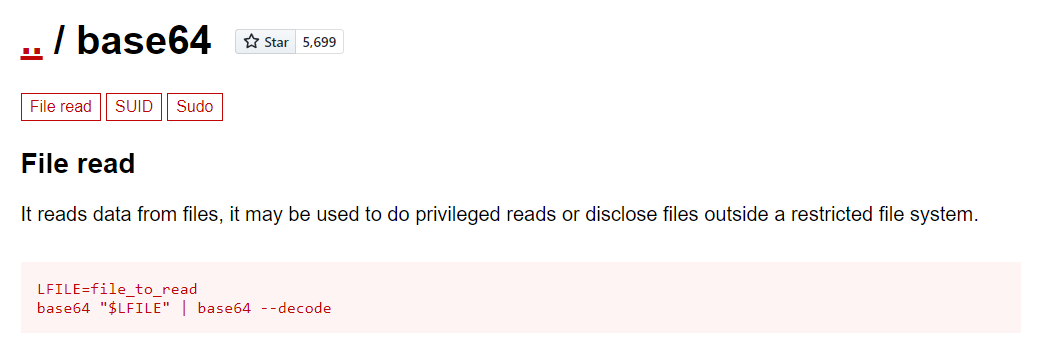 .. / base64 Star 5,699
File read SUID Sudo
File read
It reads data from files, it may be used to do privileged reads or disclose files outside a restricted file system.
LFILE=file_to_read
base64 "$LFILE" | base64 --decode